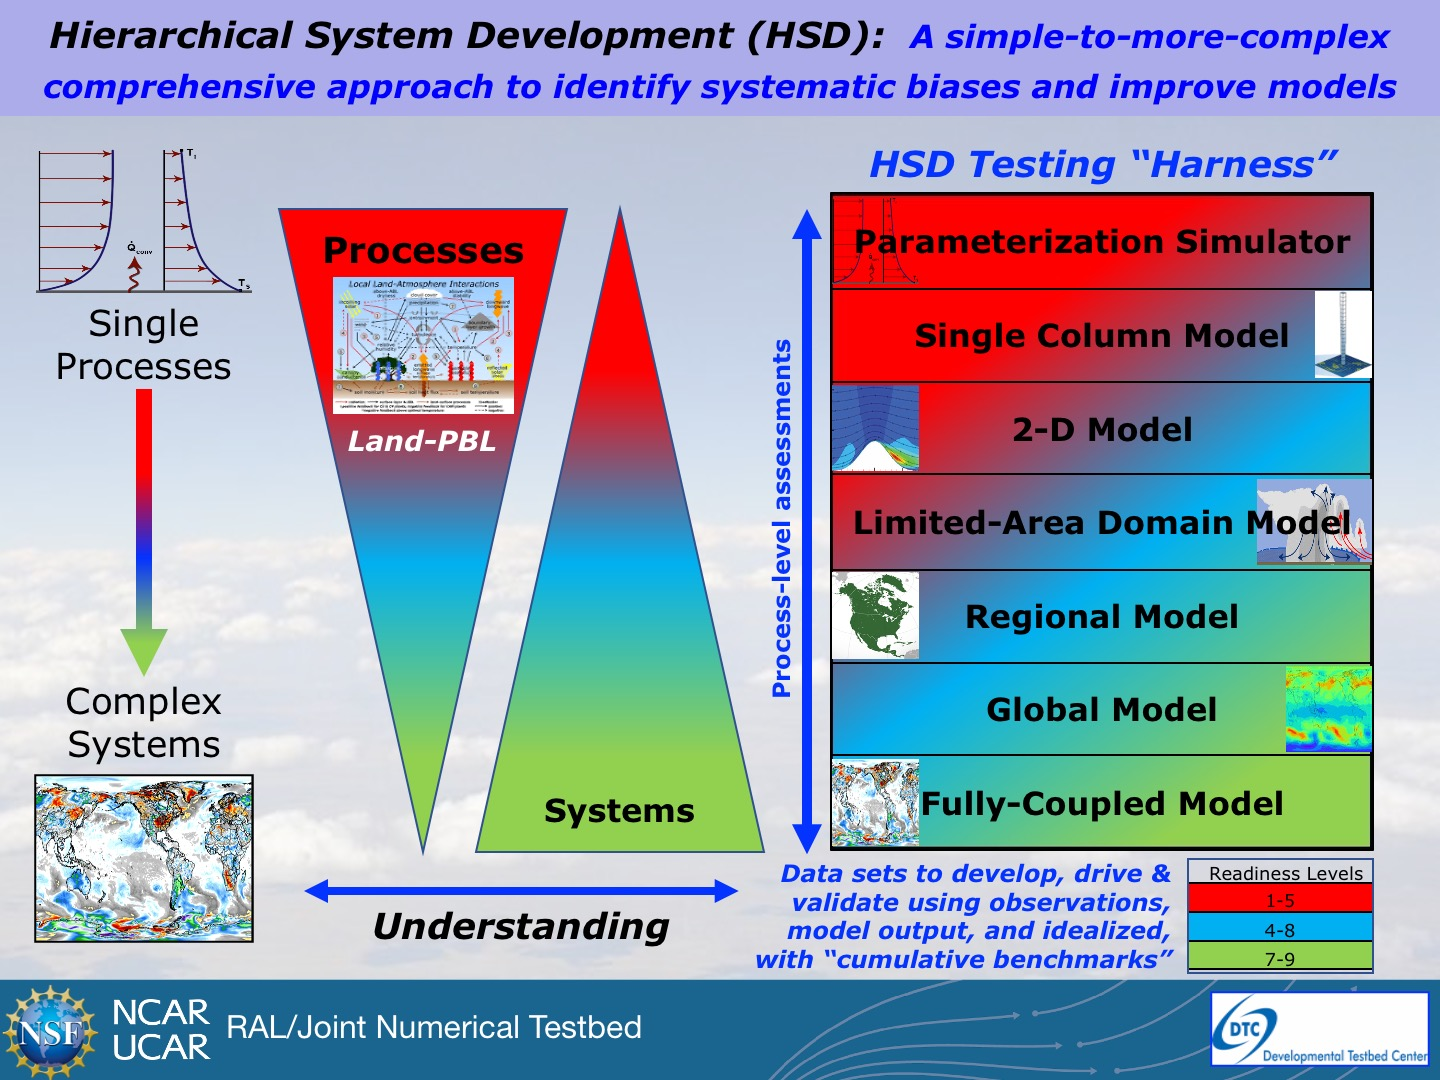 Hierarchical System Development (HSD): A simple-to-more-complex
comprehensive approach to identify systematic biases and improve models
Single
Processes
Complex
Systems
Processes
Local Land-Atmosphere Interactions
Land-PBL
Systems
Understanding
Process-level assessments
HSD Testing “Harness”
Parameterization Simulator
Single Column Model
2-D Model
Limited-Area Domain Model
Regional Model
Global Model
Fully-Coupled Model
Data sets to develop, drive &
validate using observations,
model output, and idealized,
with “cumulative benchmarks”
Readiness Levels
1-5
4-8
7-9
NSF
NCAR
UCAR
RAL/Joint Numerical Testbed
DTC
Developmental Testbed Center